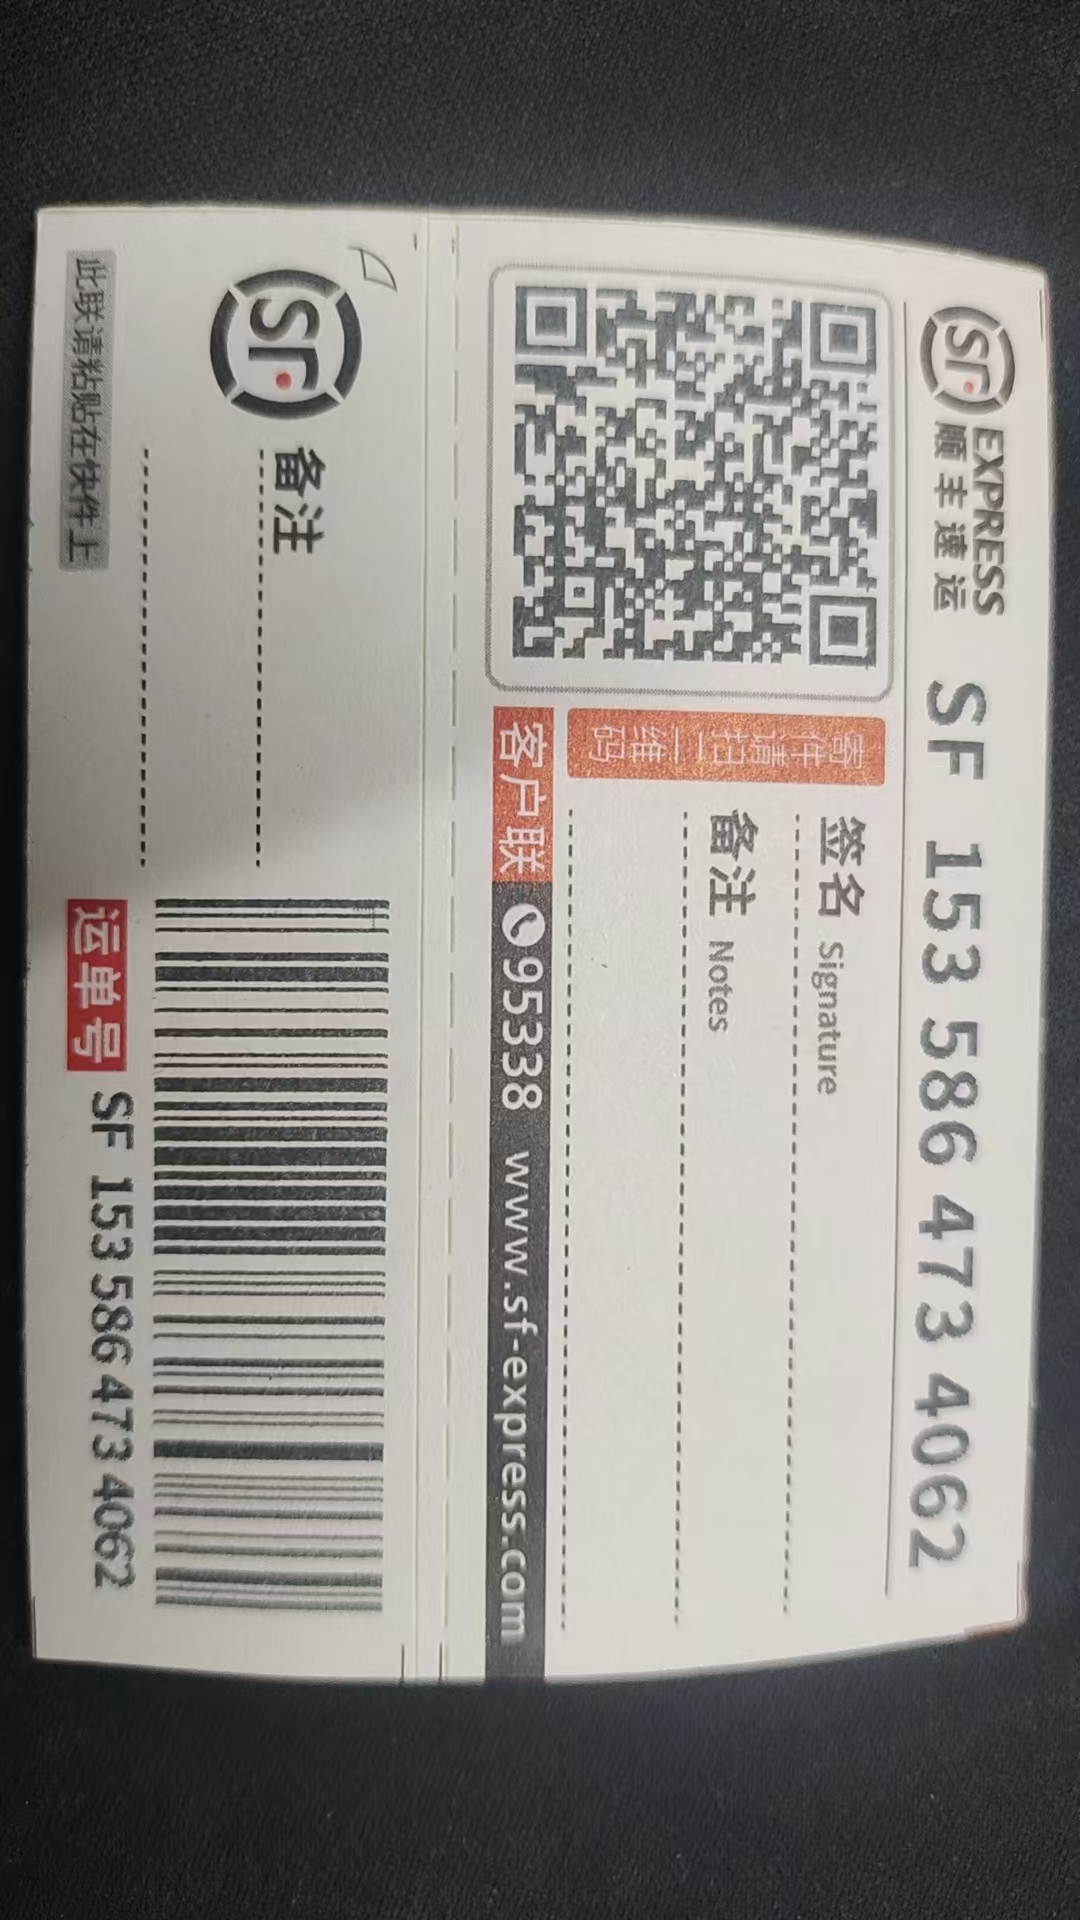 SF EXPRESS
顺丰速运
SF 153 586 473 4062
签名 Signature
备注 Notes
寄件请扫二维码
客户联 95338 www.sf-express.com
SF
备注
此联请粘贴在快件上
运单号 SF 153 586 473 4062